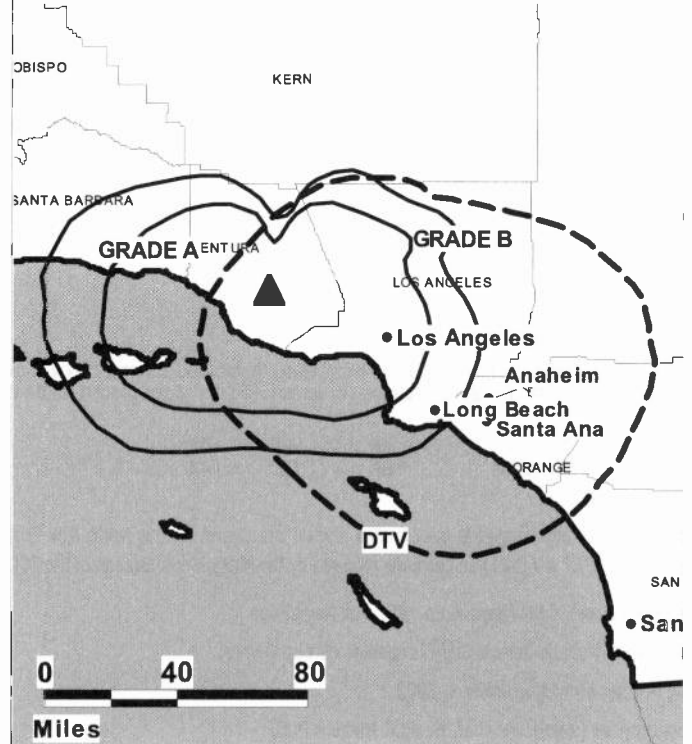 OBISPO
KERN
SANTA BARBARA
GRADE A
ENTURA
GRADE B
LOS ANGELES
Los Angeles
Anaheim
Long Beach
Santa Ana
ORANGE
DTV
SAN
San
0 40 80
Miles